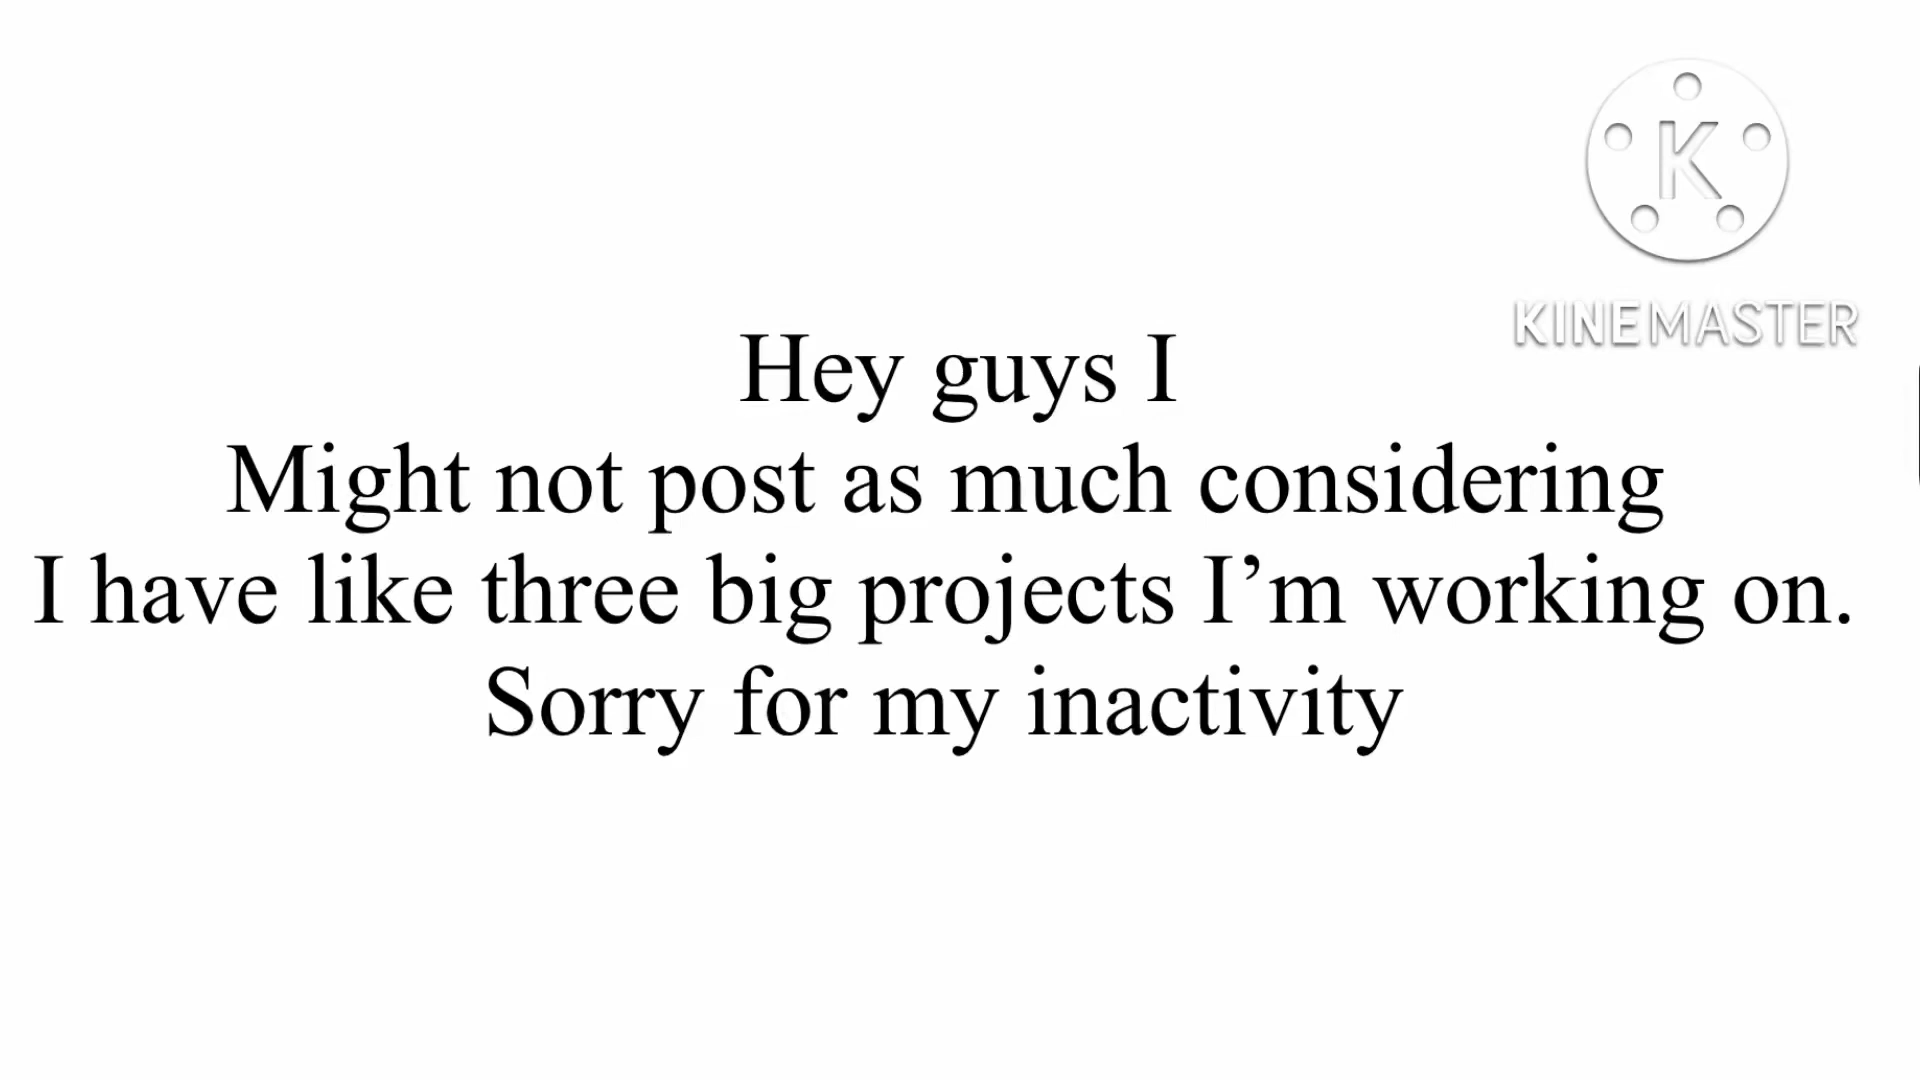 K
KINEMASTER
Hey guys I
Might not post as much considering
I have like three big projects I’m working on.
Sorry for my inactivity